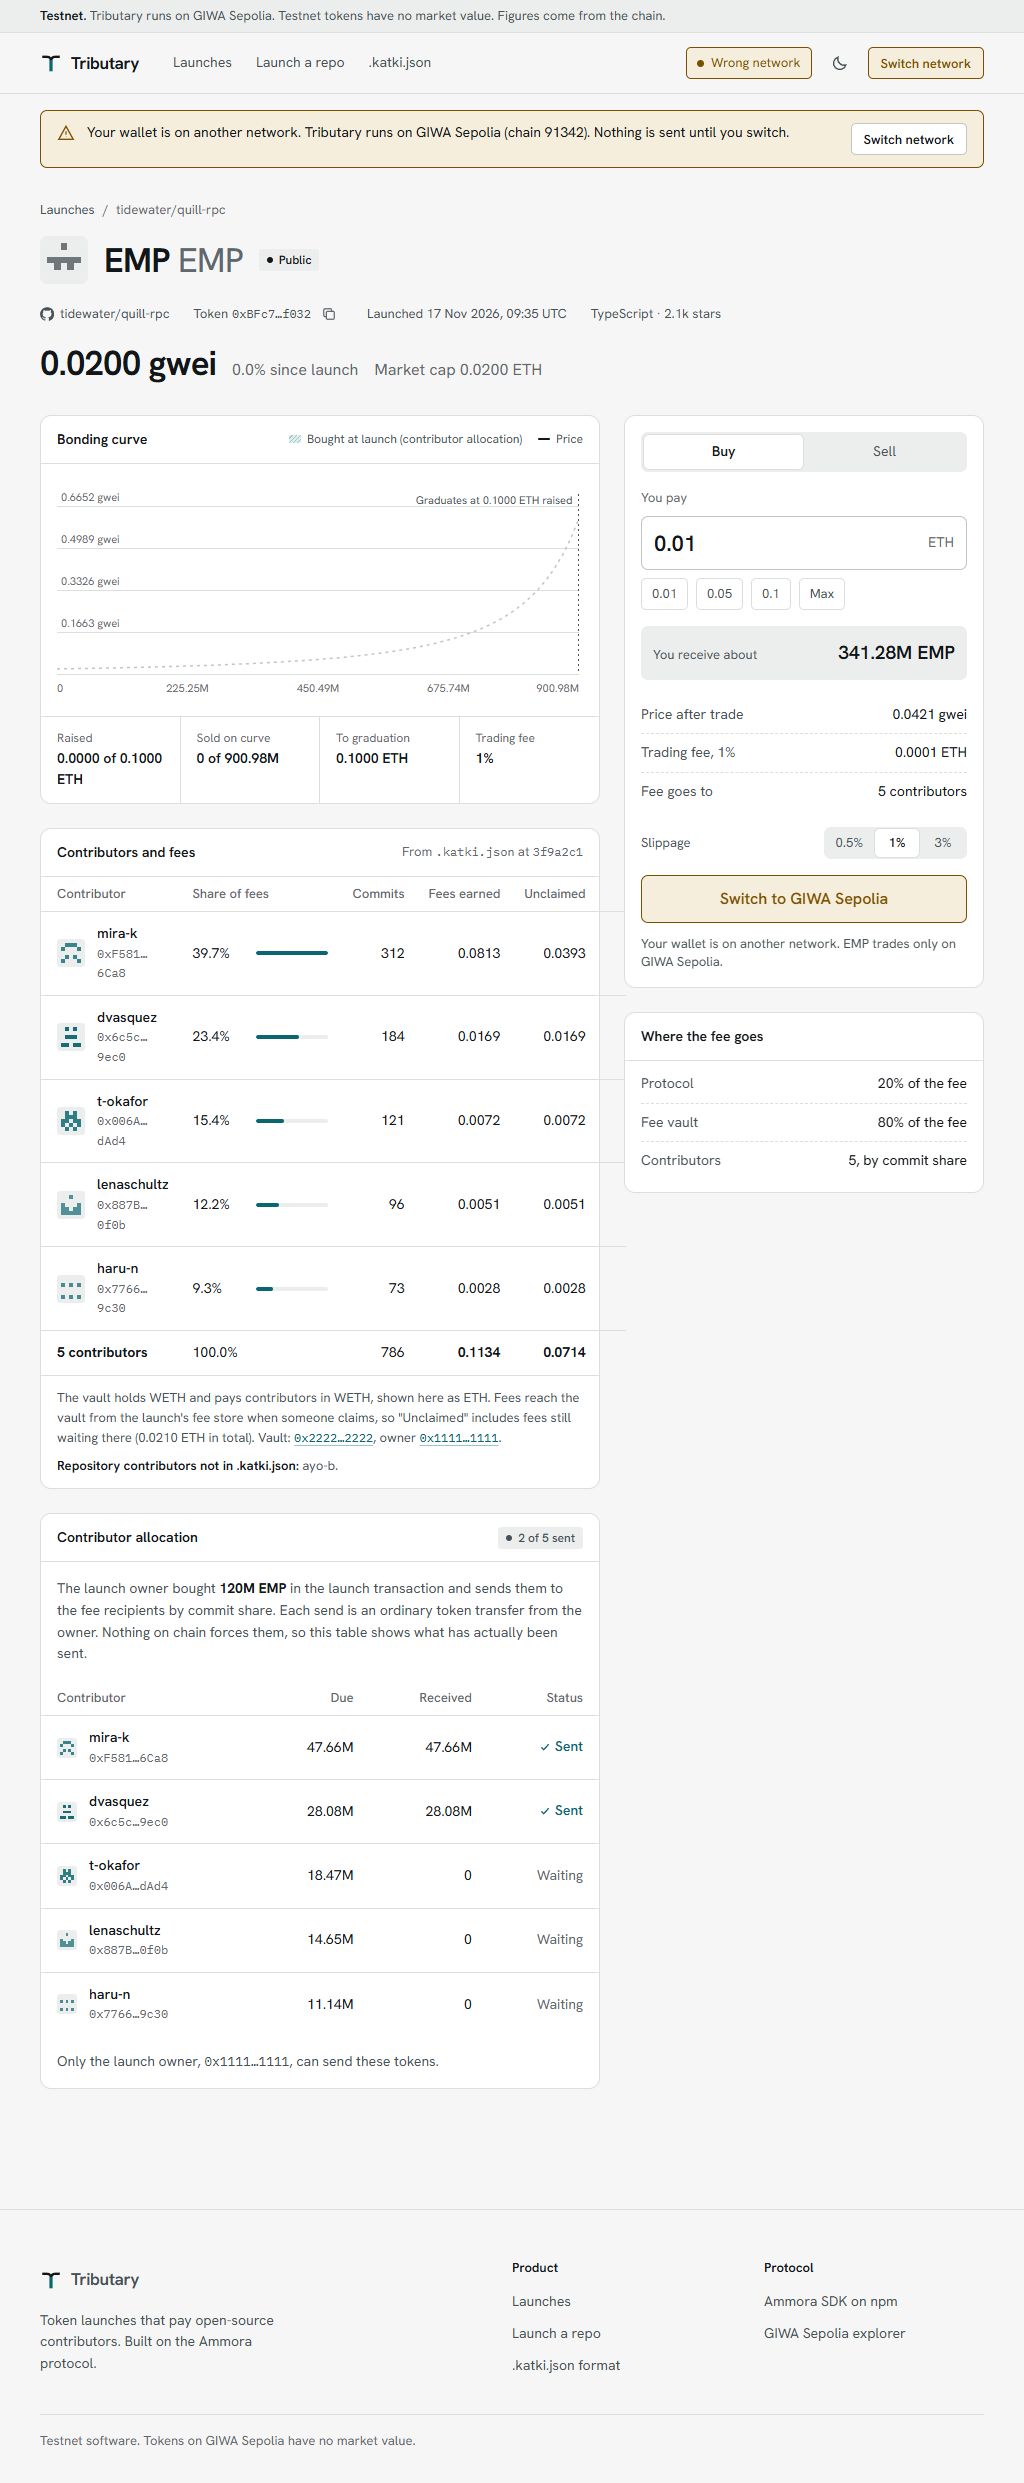 Testnet. Tributary runs on GIWA Sepolia. Testnet tokens have no market value. Figures come from the chain.
Tributary
Launches
Launch a repo
.katki.json
Wrong network
Switch network
Your wallet is on another network. Tributary runs on GIWA Sepolia (chain 91342). Nothing is sent until you switch.
Switch network
Launches / tidewater/quill-rpc
EMP EMP
Public
tidewater/quill-rpc
Token 0xBFc7…f032
Launched 17 Nov 2026, 09:35 UTC
TypeScript · 2.1k stars
0.0200 gwei
0.0% since launch
Market cap 0.0200 ETH
Bonding curve
Bought at launch (contributor allocation)
Price
0.6652 gwei
Graduates at 0.1000 ETH raised
0.4989 gwei
0.3326 gwei
0.1663 gwei
0
225.25M
450.49M
675.74M
900.98M
Raised
0.0000 of 0.1000
ETH
Sold on curve
0 of 900.98M
To graduation
0.1000 ETH
Trading fee
1%
Buy
Sell
You pay
0.01
ETH
0.01
0.05
0.1
Max
You receive about
341.28M EMP
Price after trade
0.0421 gwei
Trading fee, 1%
0.0001 ETH
Fee goes to
5 contributors
Slippage
0.5%
1%
3%
Switch to GIWA Sepolia
Your wallet is on another network. EMP trades only on
GIWA Sepolia.
Where the fee goes
Protocol
20% of the fee
Fee vault
80% of the fee
Contributors
5, by commit share
Contributors and fees
From .katki.json at 3f9a2c1
Contributor
Share of fees
Commits
Fees earned
Unclaimed
mira-k
0xF581…
6Ca8
39.7%
312
0.0813
0.0393
dvasquez
0x6c5c…
9ec0
23.4%
184
0.0169
0.0169
t-okafor
0x006A…
dAd4
15.4%
121
0.0072
0.0072
lenaschultz
0x887B…
0f0b
12.2%
96
0.0051
0.0051
haru-n
0x7766…
9c30
9.3%
73
0.0028
0.0028
5 contributors
100.0%
786
0.1134
0.0714
The vault holds WETH and pays contributors in WETH, shown here as ETH. Fees reach the
vault from the launch's fee store when someone claims, so "Unclaimed" includes fees still
waiting there (0.0210 ETH in total). Vault: 0x2222…2222, owner 0x1111…1111.
Repository contributors not in .katki.json: ayo-b.
Contributor allocation
2 of 5 sent
The launch owner bought 120M EMP in the launch transaction and sends them to
the fee recipients by commit share. Each send is an ordinary token transfer from the
owner. Nothing on chain forces them, so this table shows what has actually been
sent.
Contributor
Due
Received
Status
mira-k
0xF581…6Ca8
47.66M
47.66M
Sent
dvasquez
0x6c5c…9ec0
28.08M
28.08M
Sent
t-okafor
0x006A…dAd4
18.47M
0
Waiting
lenaschultz
0x887B…0f0b
14.65M
0
Waiting
haru-n
0x7766…9c30
11.14M
0
Waiting
Only the launch owner, 0x1111…1111, can send these tokens.
Tributary
Token launches that pay open-source
contributors. Built on the Ammora
protocol.
Product
Launches
Launch a repo
.katki.json format
Protocol
Ammora SDK on npm
GIWA Sepolia explorer
Testnet software. Tokens on GIWA Sepolia have no market value.